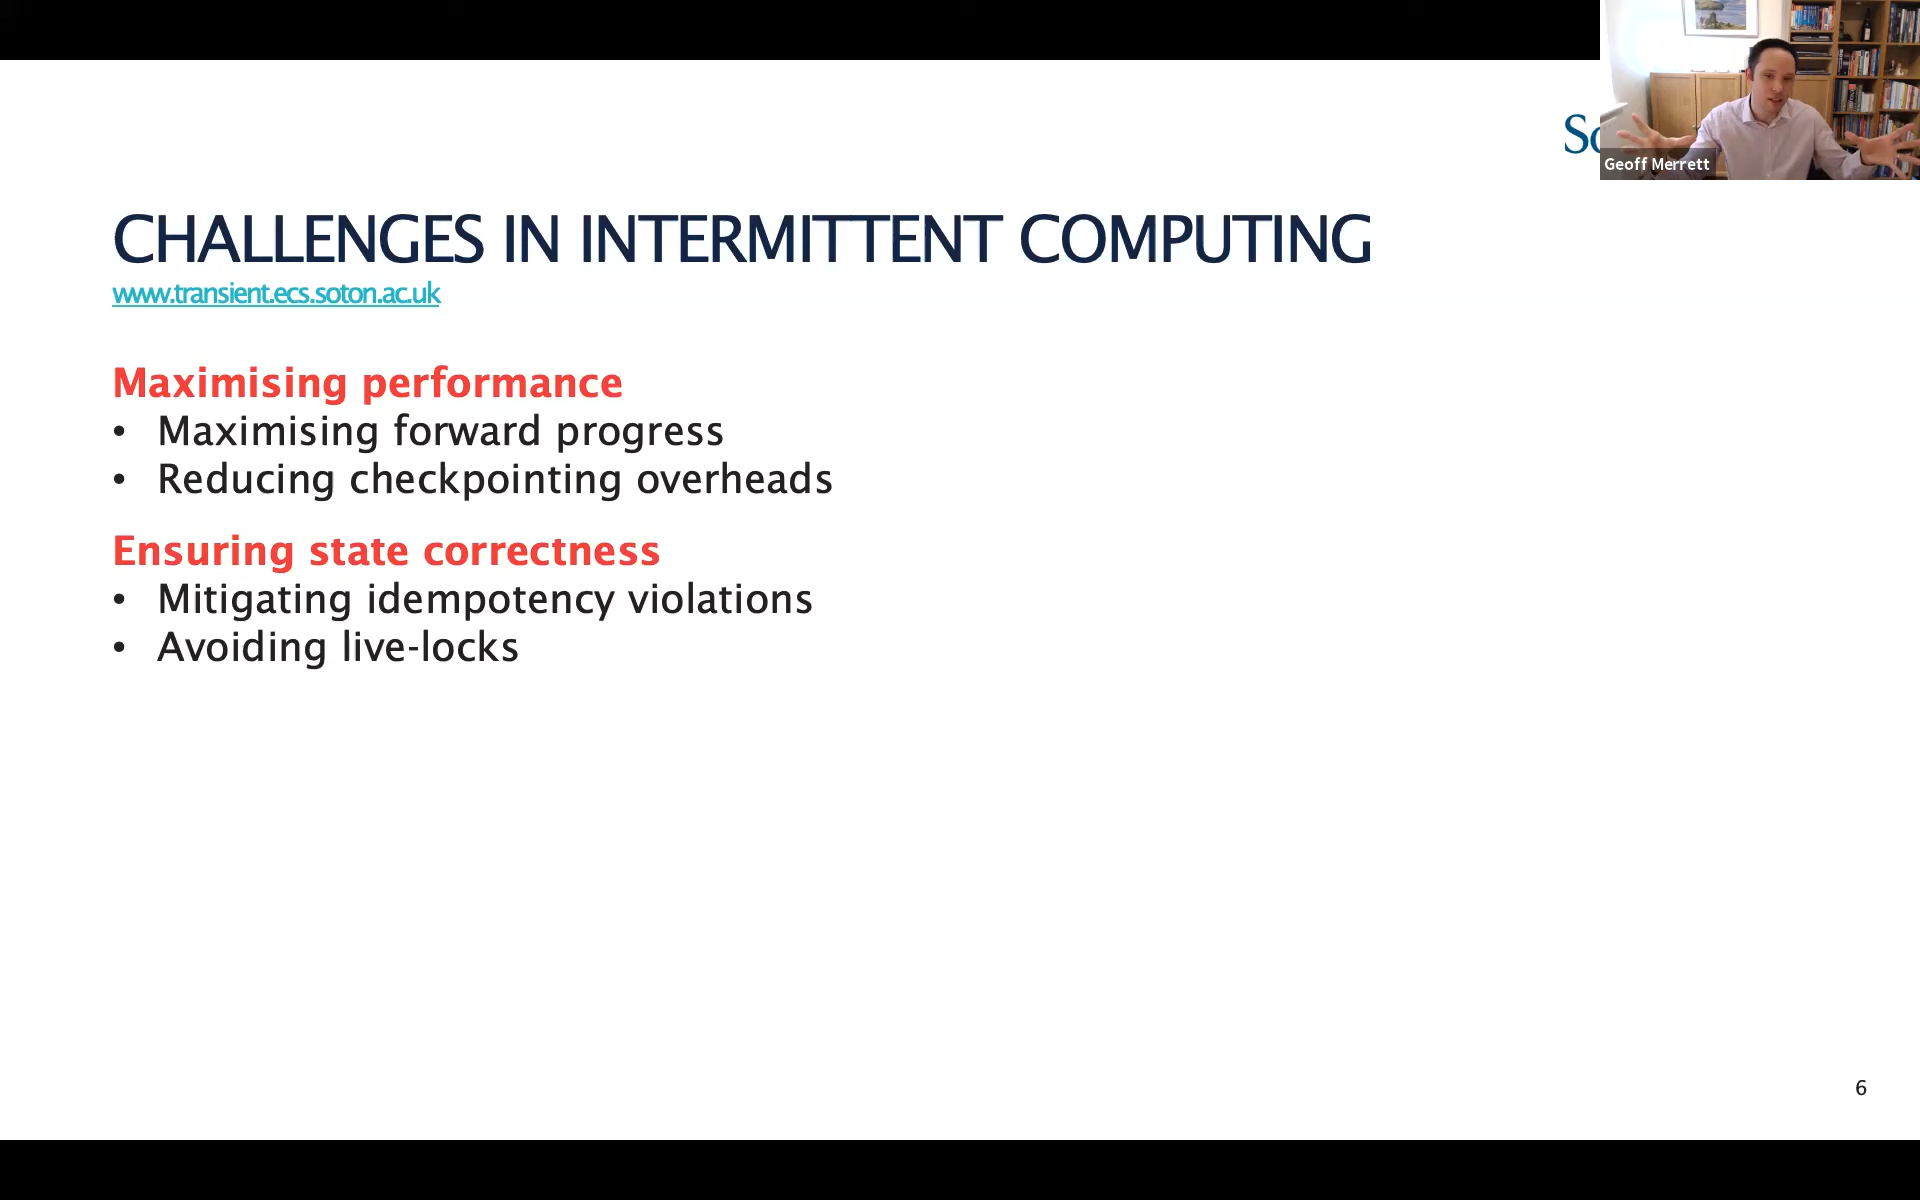 So
Geoff Merrett
CHALLENGES IN INTERMITTENT COMPUTING
www.transient.ecs.soton.ac.uk
Maximising performance
• Maximising forward progress
• Reducing checkpointing overheads
Ensuring state correctness
• Mitigating idempotency violations
• Avoiding live-locks
6